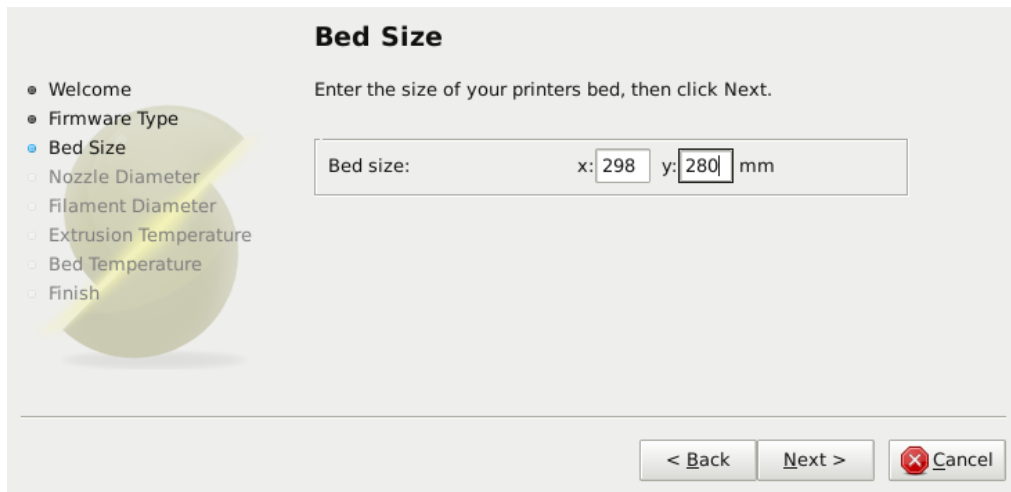 Bed Size
Welcome
Firmware Type
Bed Size
Nozzle Diameter
Filament Diameter
Extrusion Temperature
Bed Temperature
Finish
Enter the size of your printers bed, then click Next.
Bed size: x: 298 y: 280 mm
< Back Next > Cancel